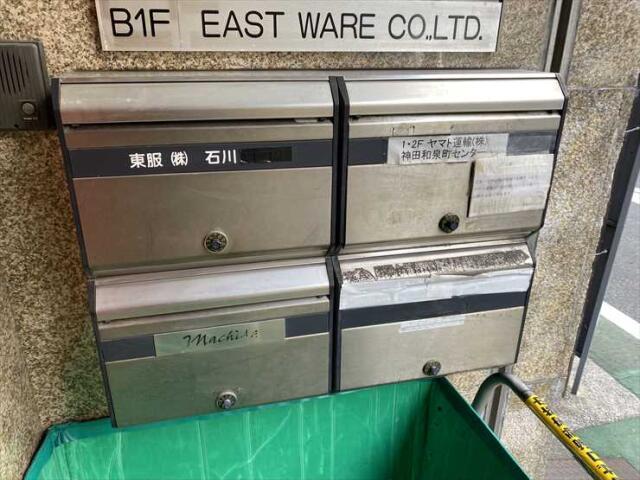 B1F EAST WARE CO.,LTD.
東服 ㈱ 石川
1・2F ヤマト運輸(株)
神田和泉町センター
Machida